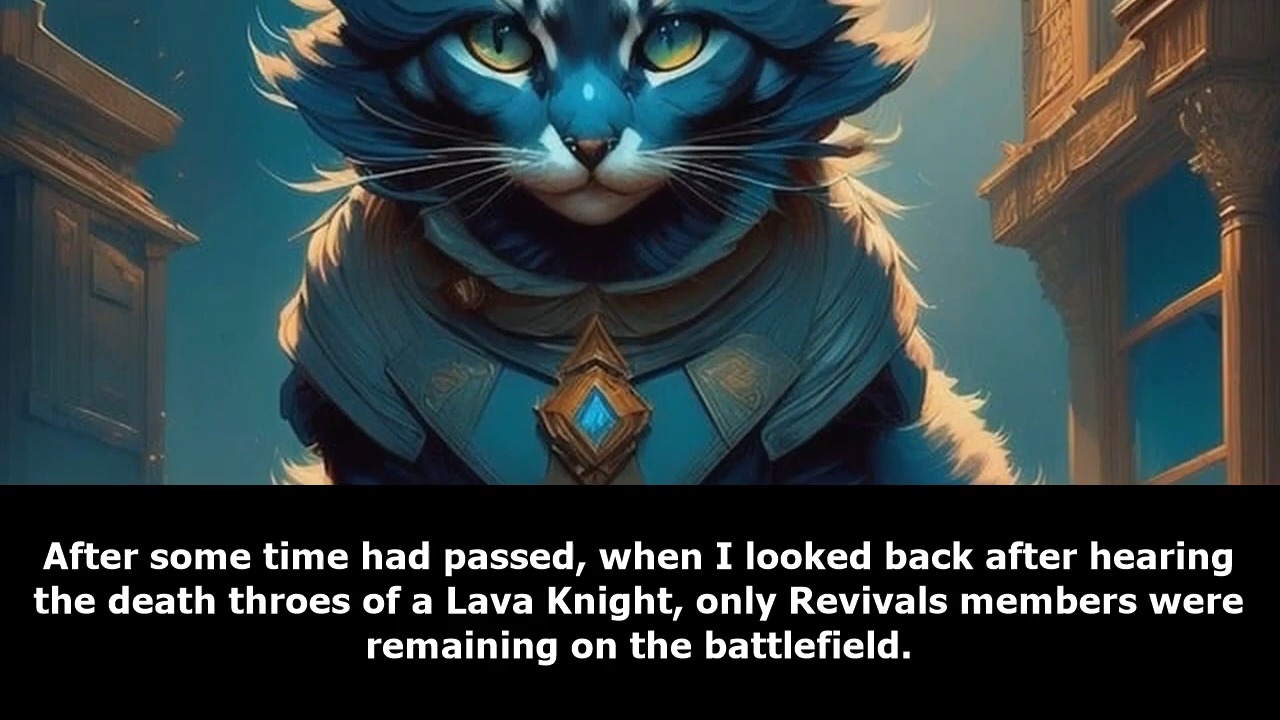 After some time had passed, when I looked back after hearing
the death throes of a Lava Knight, only Revivals members were
remaining on the battlefield.